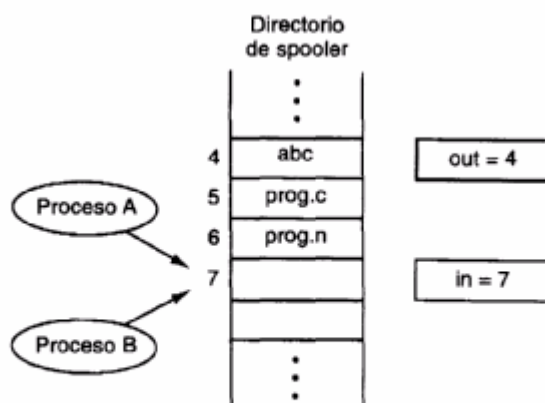 Directorio
de spooler
4 abc
out = 4
Proceso A
5 prog.c
6 prog.n
7
in = 7
Proceso B